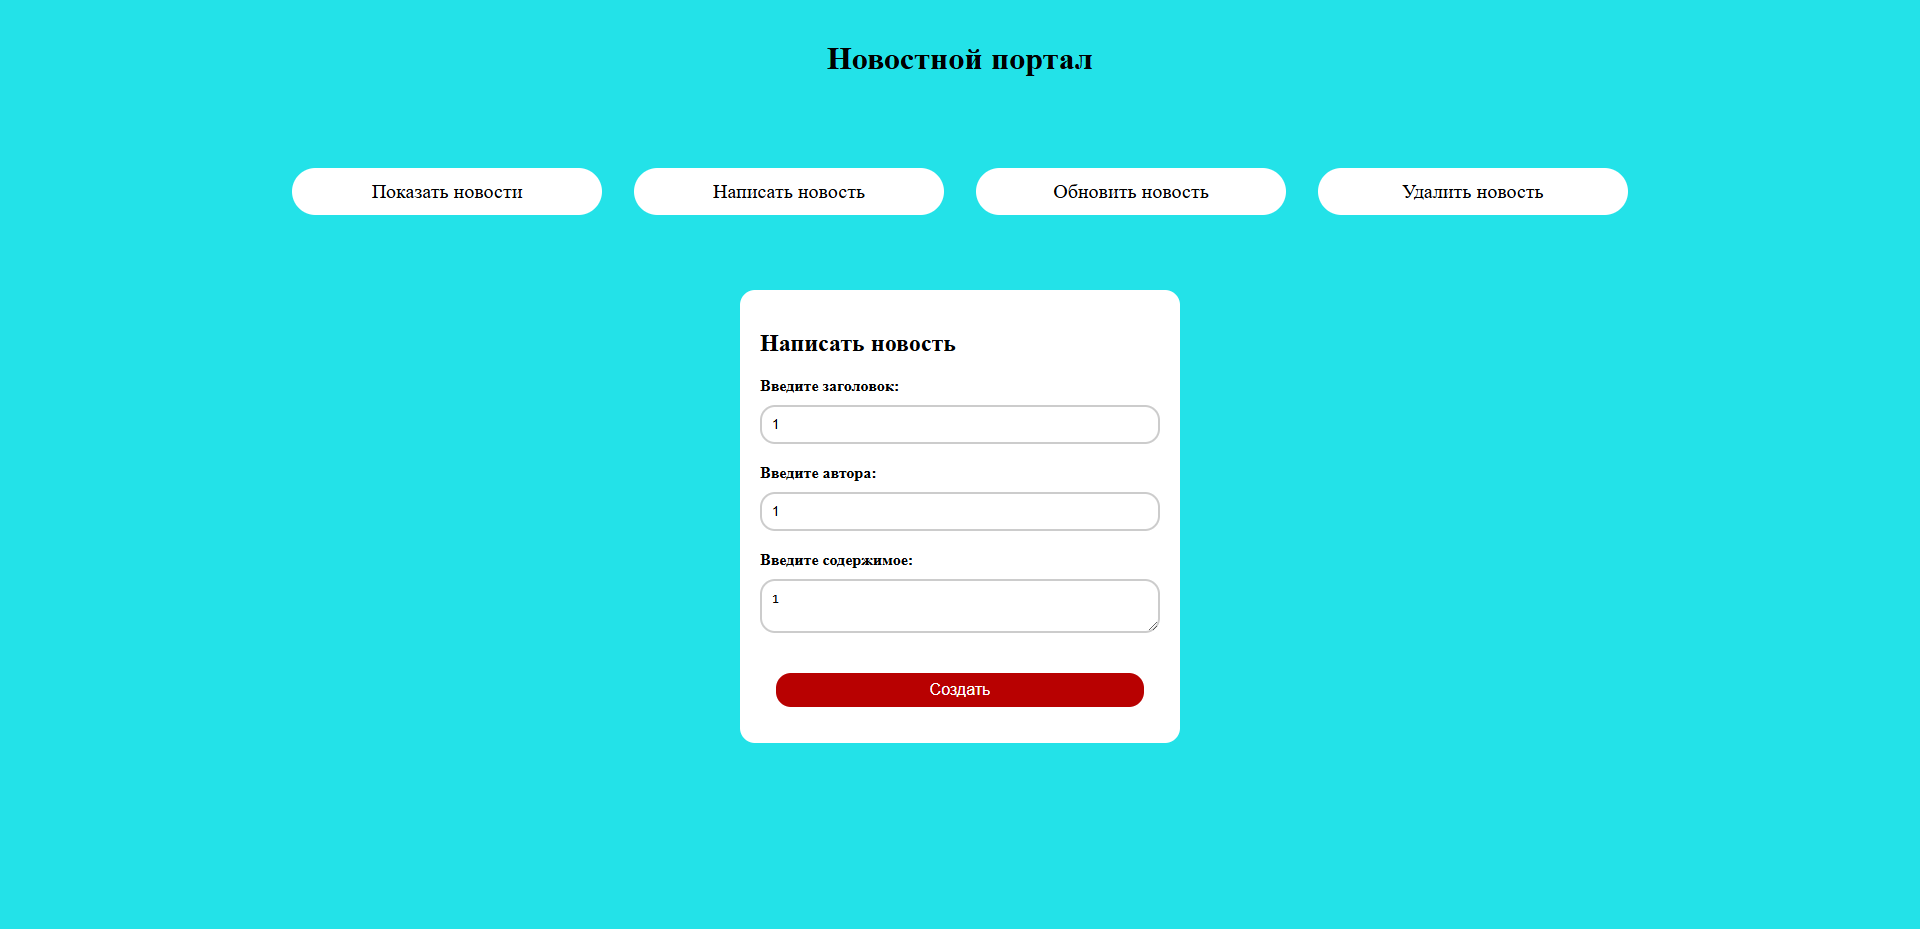 Новостной портал
Показать новости
Написать новость
Обновить новость
Удалить новость
Написать новость
Введите заголовок:
1
Введите автора:
1
Введите содержимое:
1
Создать